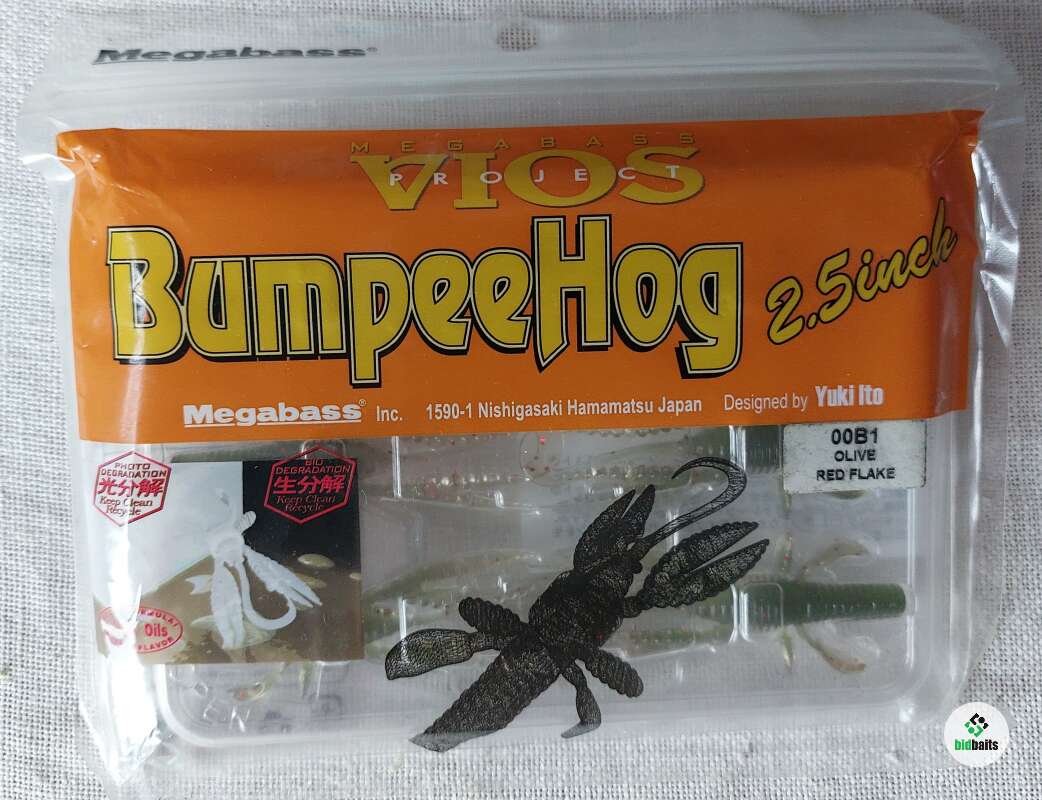 Megabass®
MEGABASS
VIOS
PROJECT
BumpeeHog
2.5inch
Megabass® Inc. 1590-1 Nishigasaki Hamamatsu Japan Designed by Yuki Ito
00B1
OLIVE
RED FLAKE
PHOTO
DEGRADATION
光分解
Keep Clean
Recycle
BIO
DEGRADATION
生分解
Keep Clean
Recycle
Oils
FLAVOR
bidbaits